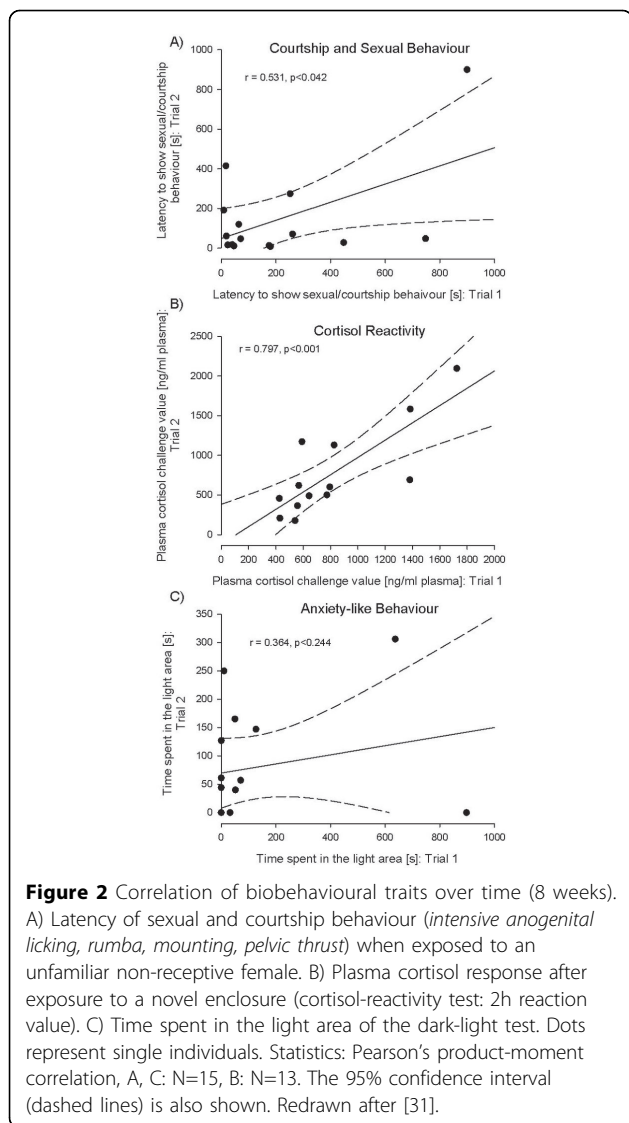 A)
Courtship and Sexual Behaviour
r = 0.531, p<0.042
Latency to show sexual/courtship
behaviour [s]: Trial 2
1000
800
600
400
200
0
0 200 400 600 800 1000
Latency to show sexual/courtship behaivour [s]: Trial 1
B)
Cortisol Reactivity
r = 0.797, p<0.001
Plasma cortisol challenge value [ng/ml plasma]:
Trial 2
2500
2000
1500
1000
500
0
0 200 400 600 800 1000 1200 1400 1600 1800 2000
Plasma cortisol challenge value [ng/ml plasma]: Trial 1
C)
Anxiety-like Behaviour
r = 0.364, p<0.244
Time spent in the light area [s]:
Trial 2
350
300
250
200
150
100
50
0
0 200 400 600 800 1000
Time spent in the light area [s]: Trial 1
Figure 2 Correlation of biobehavioural traits over time (8 weeks).
A) Latency of sexual and courtship behaviour (intensive anogenital
licking, rumba, mounting, pelvic thrust) when exposed to an
unfamiliar non-receptive female. B) Plasma cortisol response after
exposure to a novel enclosure (cortisol-reactivity test: 2h reaction
value). C) Time spent in the light area of the dark-light test. Dots
represent single individuals. Statistics: Pearson's product-moment
correlation, A, C: N=15, B: N=13. The 95% confidence interval
(dashed lines) is also shown. Redrawn after [31].